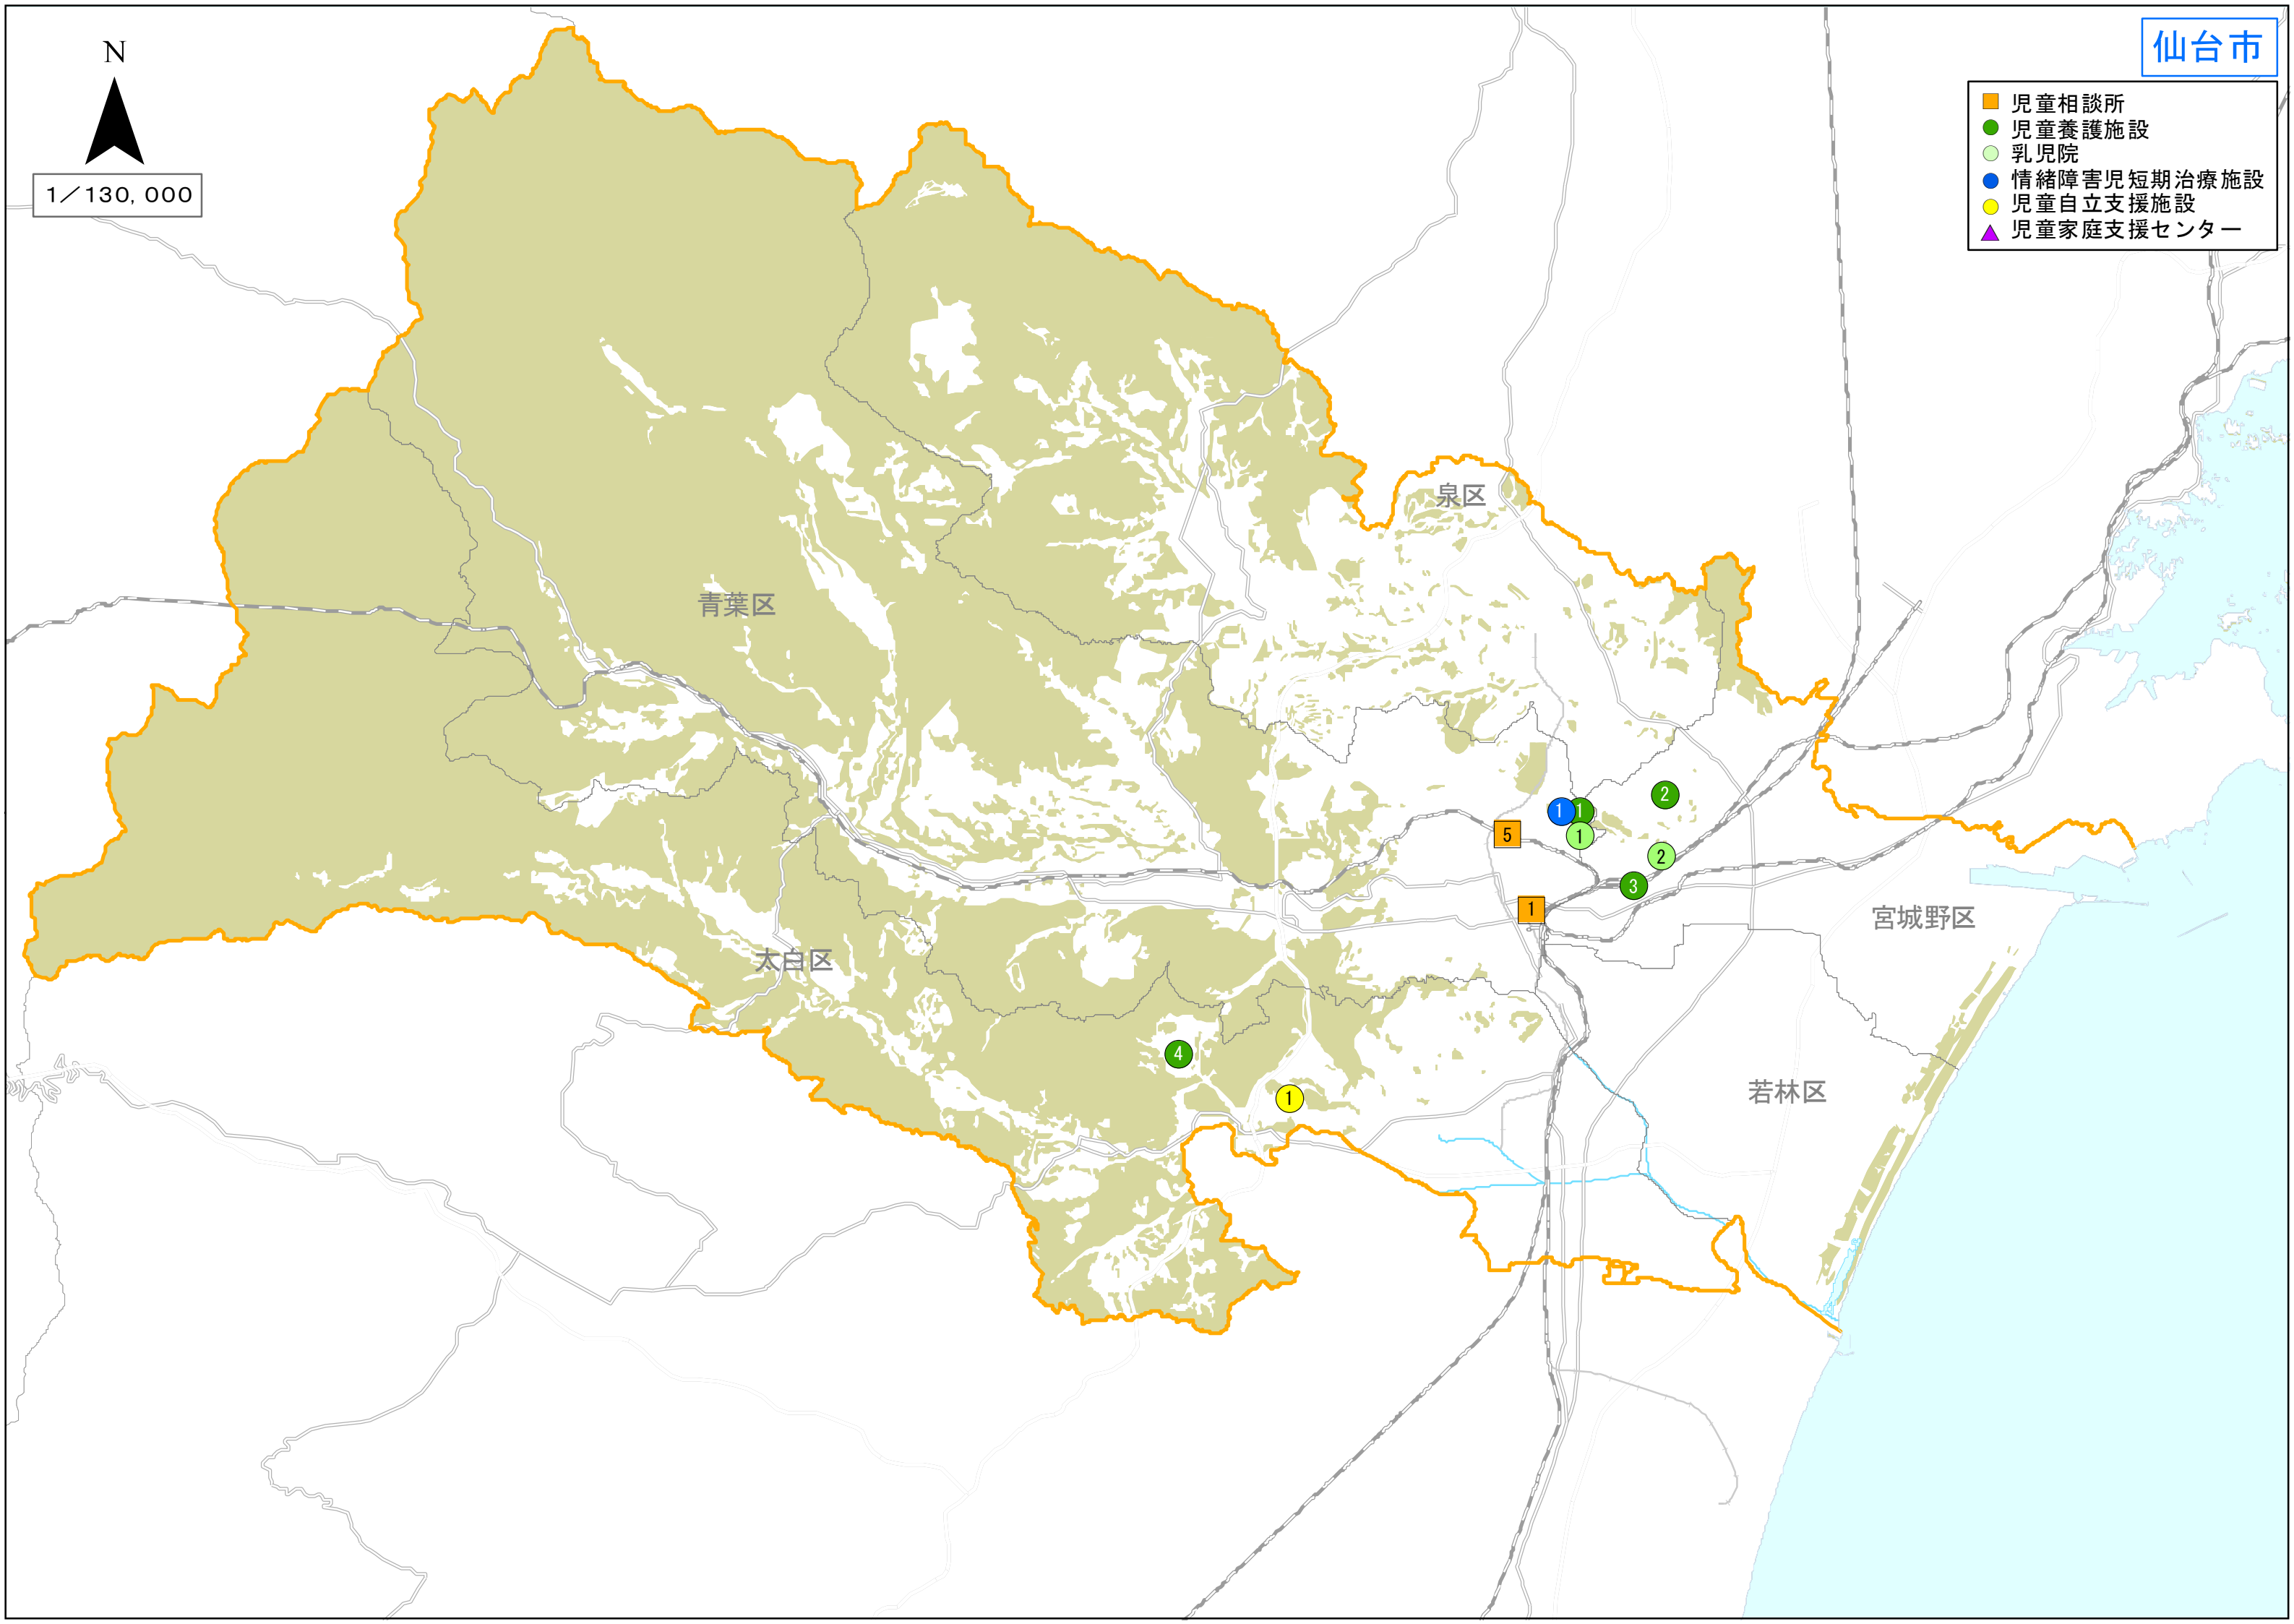 N
1／130,000
仙台市
児童相談所
児童養護施設
乳児院
情緒障害児短期治療施設
児童自立支援施設
児童家庭支援センター
泉区
青葉区
2
1
1
5
1
2
3
1
宮城野区
太白区
4
1
若林区